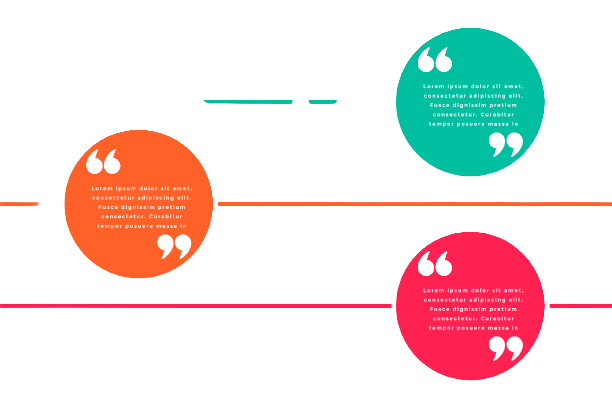 “
Lorem ipsum dolor sit amet,
consectetur adipiscing elit.
Fusce dignissim pretium
consectetur. Curabitur
tempor posuere massa in
”
“
Lorem ipsum dolor sit amet,
consectetur adipiscing elit.
Fusce dignissim pretium
consectetur. Curabitur
tempor posuere massa in
”
“
Lorem ipsum dolor sit amet,
consectetur adipiscing elit.
Fusce dignissim pretium
consectetur. Curabitur
tempor posuere massa in
”